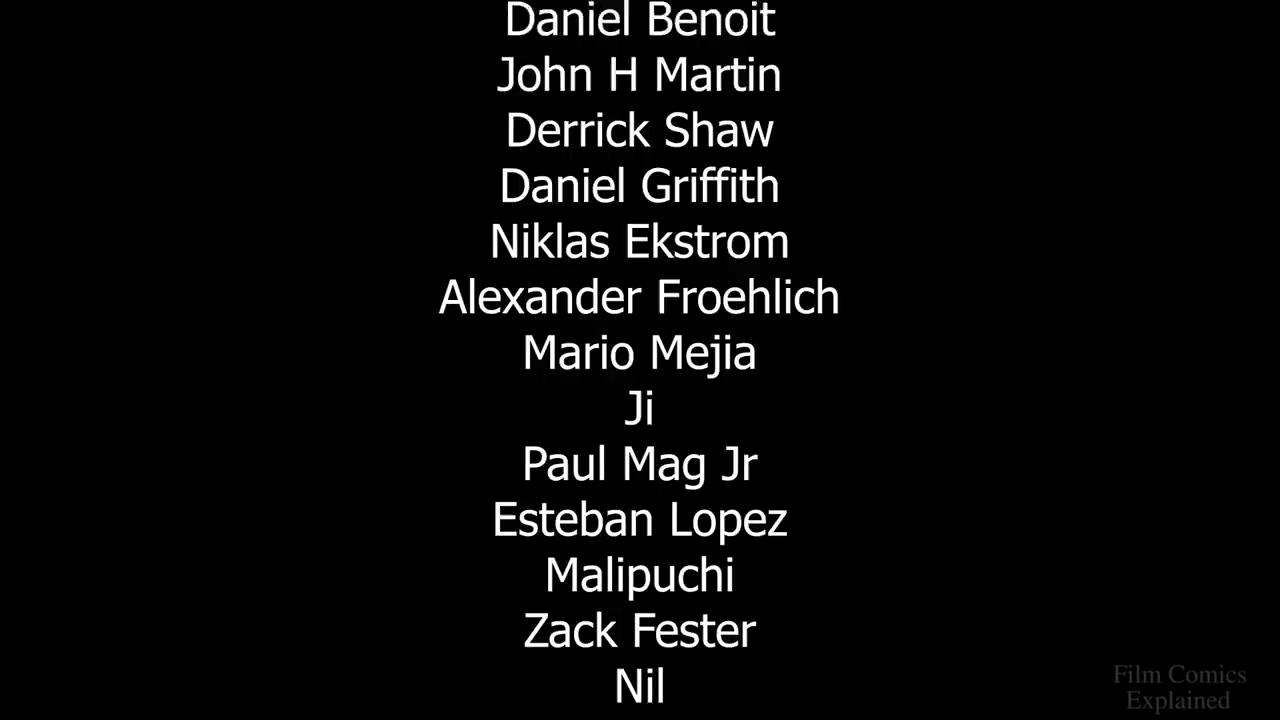 Daniel Benoit
John H Martin
Derrick Shaw
Daniel Griffith
Niklas Ekstrom
Alexander Froehlich
Mario Mejia
Ji
Paul Mag Jr
Esteban Lopez
Malipuchi
Zack Fester
Nil
Film Comics
Explained